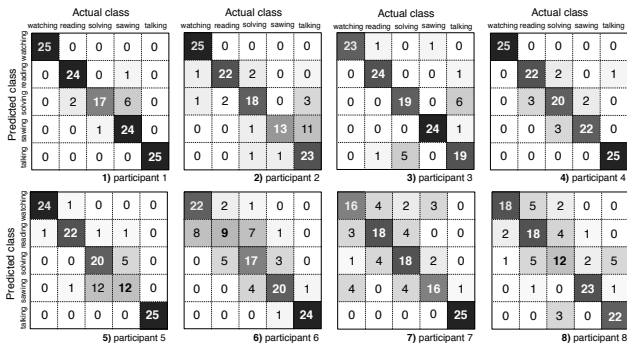 Actual class Actual class Actual class Actual class
watching reading solving sawing talking watching reading solving sawing talking watching reading solving sawing talking watching reading solving sawing talking
Predicted class
watching 25 0 0 0 0 25 0 0 0 0 23 1 0 1 0 25 0 0 0 0
reading 0 24 0 1 0 1 22 2 0 0 0 24 0 0 1 0 22 2 0 1
solving 0 2 17 6 0 1 2 18 0 3 0 0 19 0 6 0 3 20 2 0
sawing 0 0 1 24 0 0 0 1 13 11 0 0 0 24 1 0 0 3 22 0
talking 0 0 0 0 25 0 0 1 1 23 0 1 5 0 19 0 0 0 0 25
1) participant 1 2) participant 2 3) participant 3 4) participant 4
Predicted class
watching 24 1 0 0 0 22 2 1 0 0 16 4 2 3 0 18 5 2 0 0
reading 1 22 1 1 0 8 9 7 1 0 3 18 4 0 0 2 18 4 1 0
solving 0 0 20 5 0 0 5 17 3 0 1 4 18 2 0 1 5 12 2 5
sawing 0 1 12 12 0 0 0 4 20 1 4 0 4 16 1 0 1 0 23 1
talking 0 0 0 0 25 0 0 0 1 24 0 0 0 0 25 0 0 3 0 22
5) participant 5 6) participant 6 7) participant 7 8) participant 8